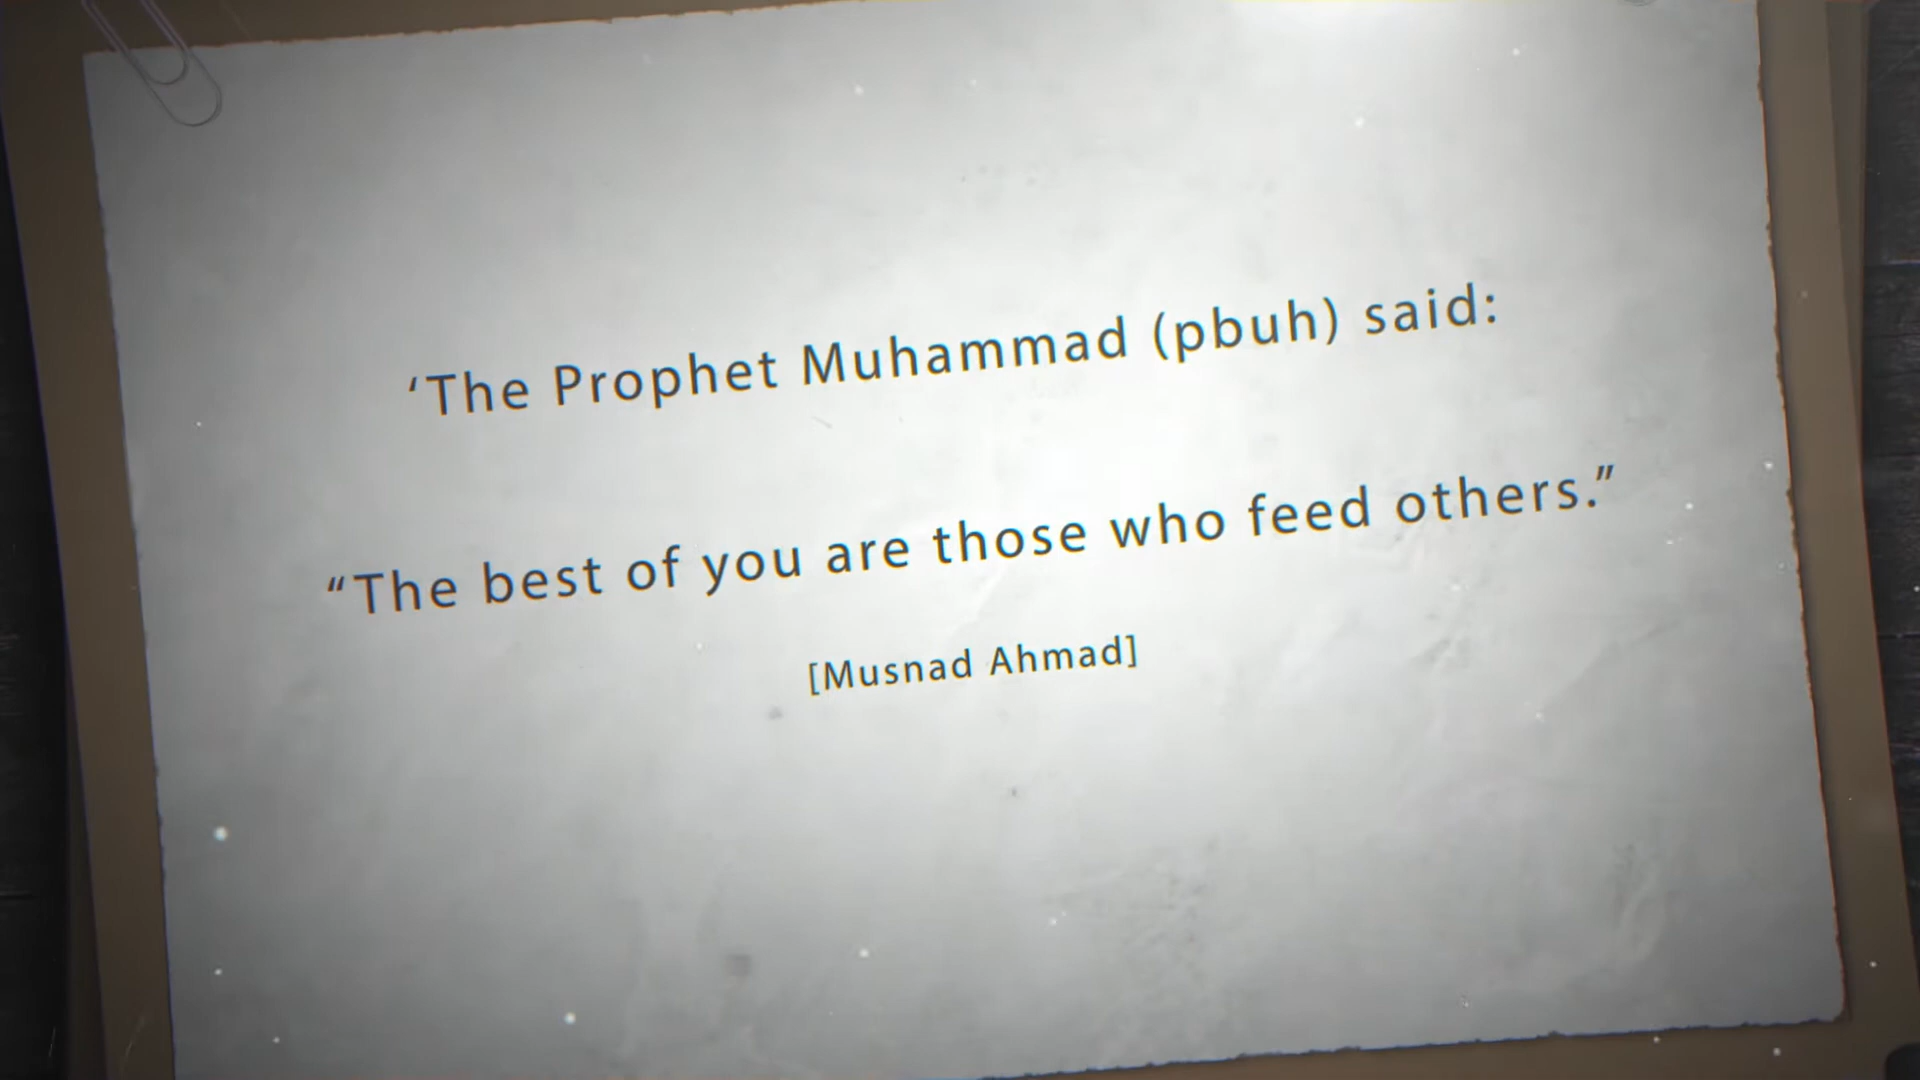 ‘The Prophet Muhammad (pbuh) said:
“The best of you are those who feed others.”
[Musnad Ahmad]